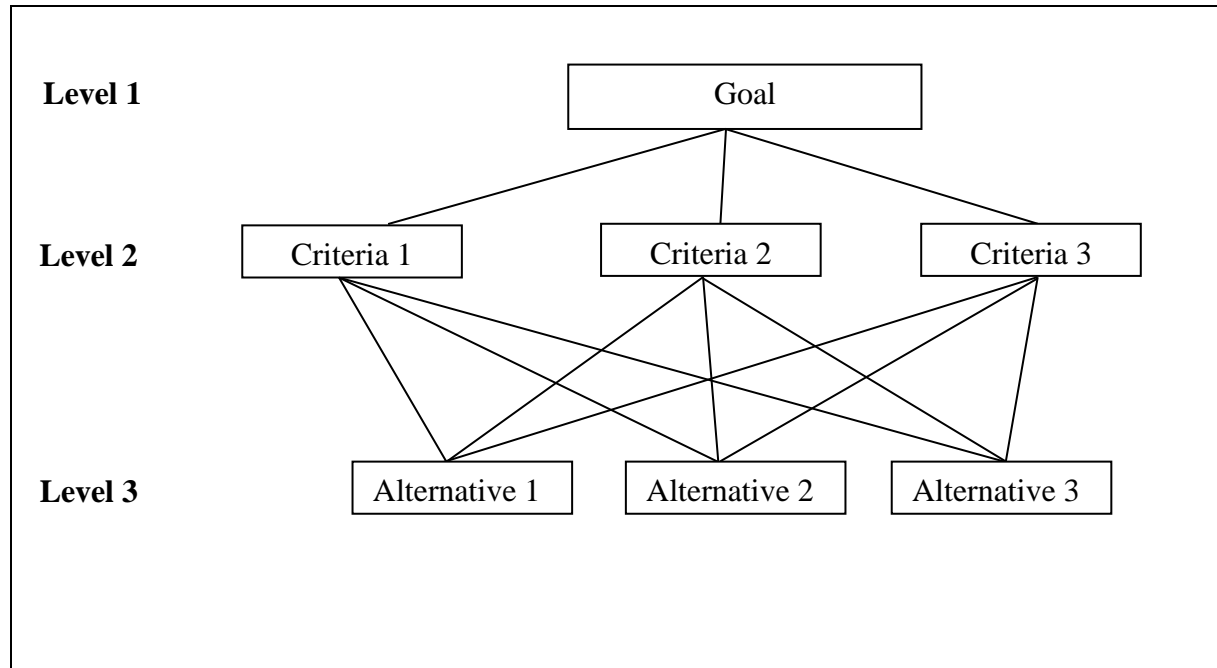 Level 1
Goal
Level 2
Criteria 1
Criteria 2
Criteria 3
Level 3
Alternative 1
Alternative 2
Alternative 3